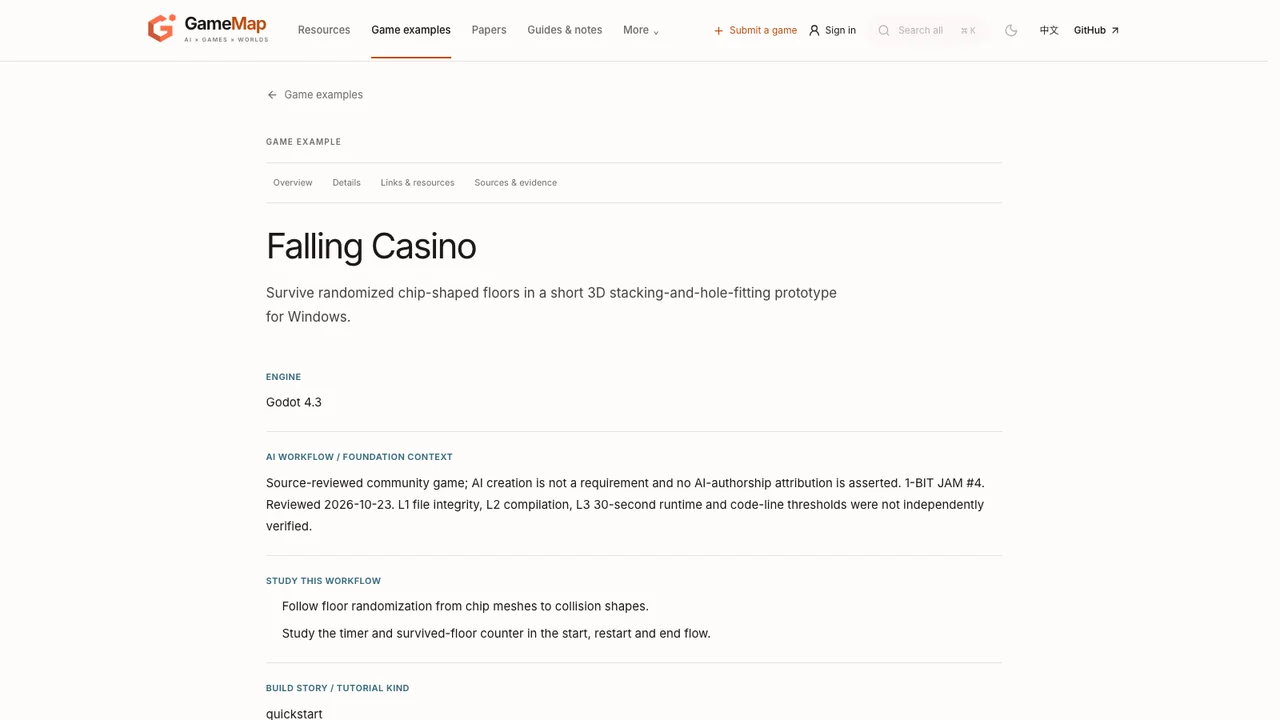 GameMap
AI × GAMES × WORLDS
Resources
Game examples
Papers
Guides & notes
More
Submit a game
Sign in
Search all
⌘ K
中文
GitHub
Game examples
GAME EXAMPLE
Overview
Details
Links & resources
Sources & evidence
Falling Casino
Survive randomized chip-shaped floors in a short 3D stacking-and-hole-fitting prototype
for Windows.
ENGINE
Godot 4.3
AI WORKFLOW / FOUNDATION CONTEXT
Source-reviewed community game; AI creation is not a requirement and no AI-authorship attribution is asserted. 1-BIT JAM #4.
Reviewed 2026-10-23. L1 file integrity, L2 compilation, L3 30-second runtime and code-line thresholds were not independently
verified.
STUDY THIS WORKFLOW
Follow floor randomization from chip meshes to collision shapes.
Study the timer and survived-floor counter in the start, restart and end flow.
BUILD STORY / TUTORIAL KIND
quickstart